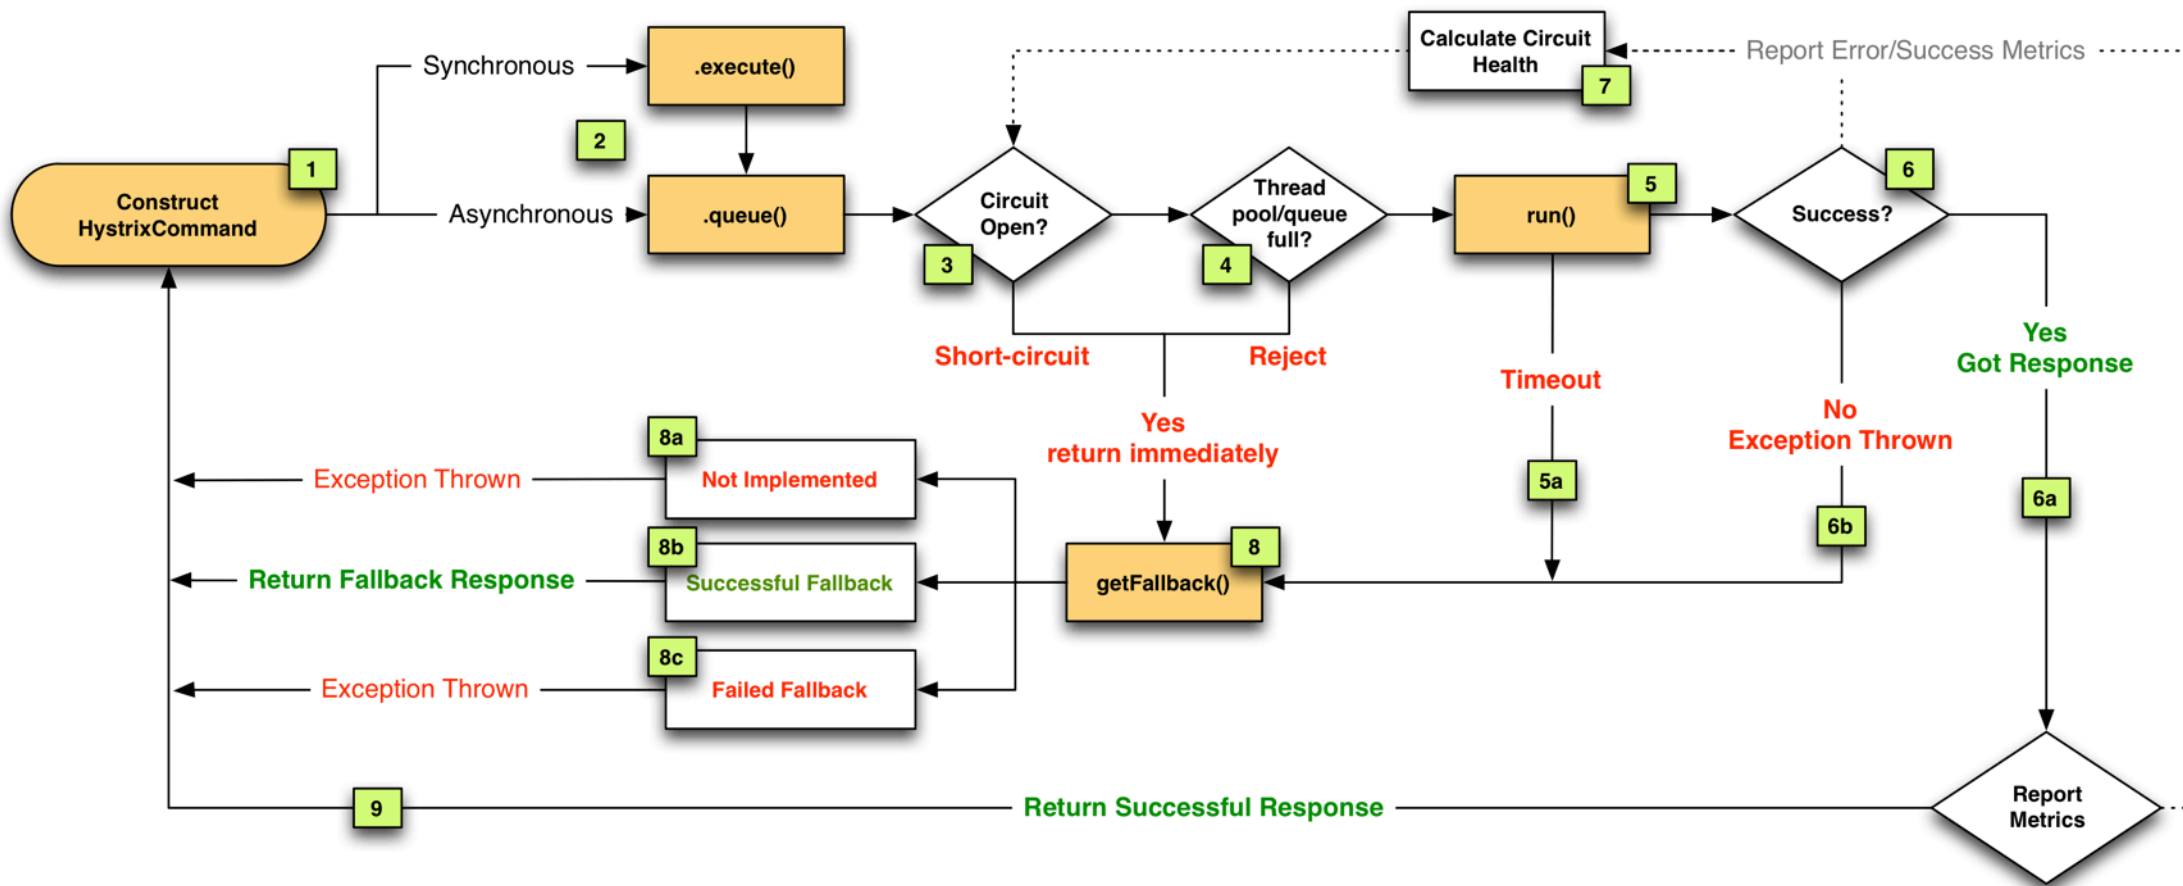 Calculate Circuit
Health
7
Report Error/Success Metrics
Synchronous
.execute()
2
1
Construct
HystrixCommand
Asynchronous
.queue()
Circuit
Open?
3
Thread
pool/queue
full?
4
run()
5
Success?
6
Short-circuit
Reject
Yes
return immediately
Timeout
5a
No
Exception Thrown
6b
Yes
Got Response
6a
8a
Not Implemented
Exception Thrown
8b
Successful Fallback
Return Fallback Response
8
getFallback()
8c
Failed Fallback
Exception Thrown
9
Return Successful Response
Report
Metrics